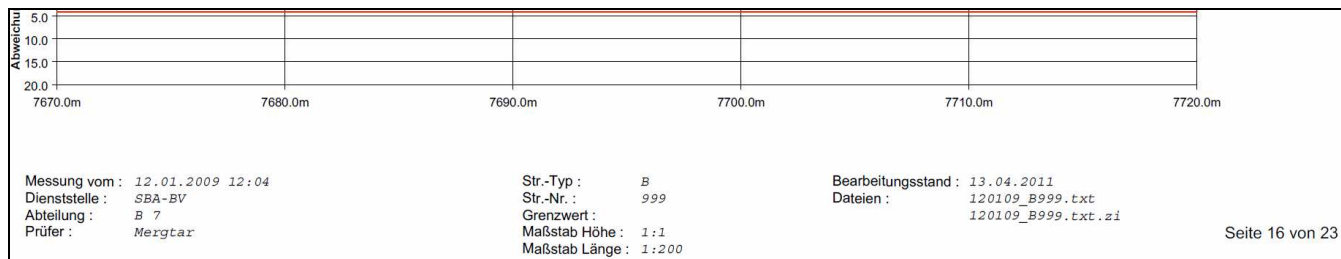 Abweichu
5.0
10.0
15.0
20.0
7670.0m 7680.0m 7690.0m 7700.0m 7710.0m 7720.0m
Messung vom : 12.01.2009 12:04 Str.-Typ : B Bearbeitungsstand : 13.04.2011
Dienststelle : SBA-BV Str.-Nr. : 999 Dateien : 120109_B999.txt
Abteilung : B 7 Grenzwert : 120109_B999.txt.zi
Prüfer : Mergtar Maßstab Höhe : 1:1 Seite 16 von 23
Maßstab Länge : 1:200